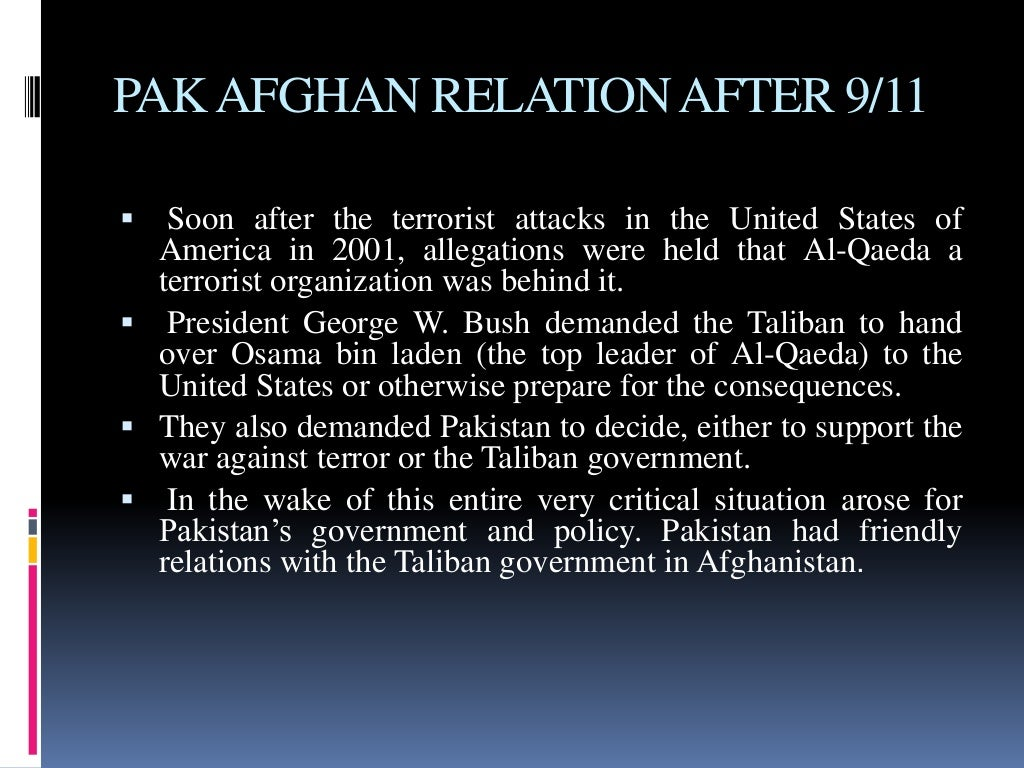 PAK AFGHAN RELATION AFTER 9/11
▪ Soon after the terrorist attacks in the United States of
America in 2001, allegations were held that Al-Qaeda a
terrorist organization was behind it.
▪ President George W. Bush demanded the Taliban to hand
over Osama bin laden (the top leader of Al-Qaeda) to the
United States or otherwise prepare for the consequences.
▪ They also demanded Pakistan to decide, either to support the
war against terror or the Taliban government.
▪ In the wake of this entire very critical situation arose for
Pakistan’s government and policy. Pakistan had friendly
relations with the Taliban government in Afghanistan.